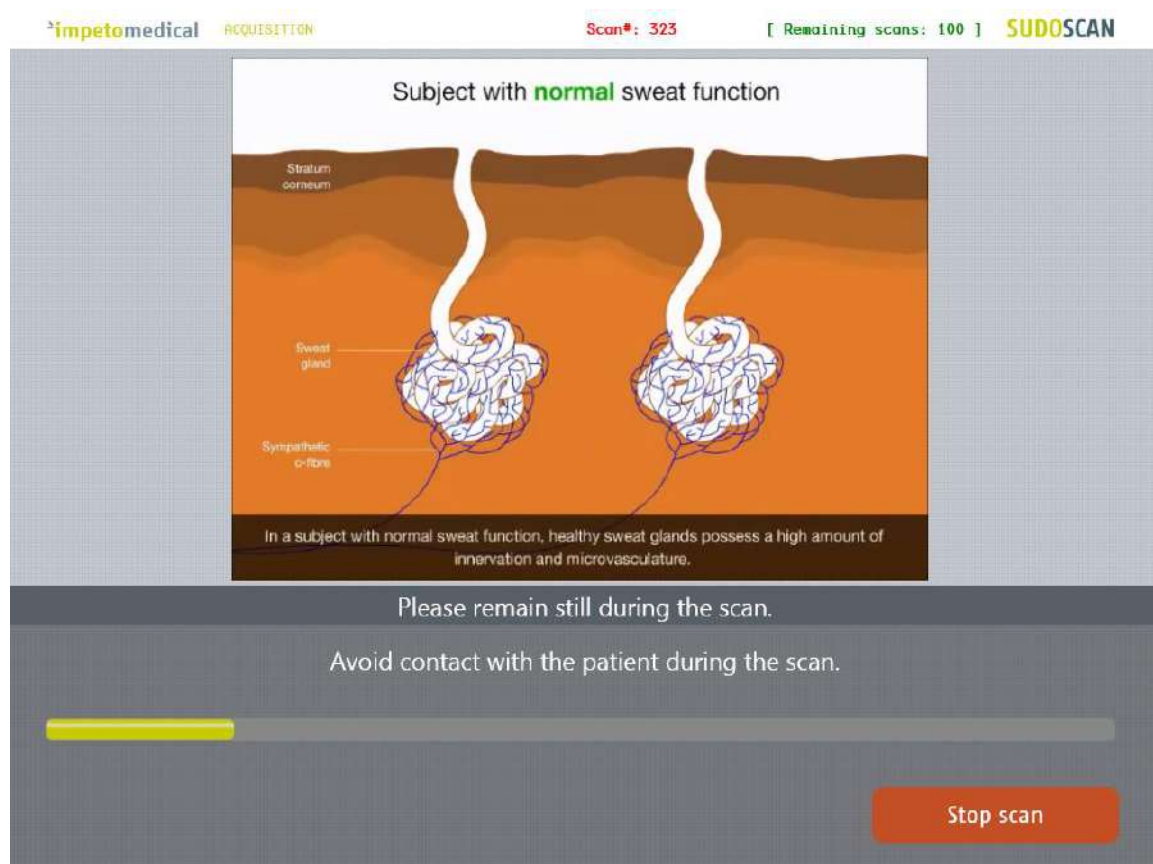 impetomedical ACQUISITION Scan#: 323 [ Remaining scans: 100 ] SUDOSCAN
Subject with normal sweat function
Stratum
corneum
Sweat
gland
Sympathetic
c-fibre
In a subject with normal sweat function, healthy sweat glands possess a high amount of
innervation and microvasculature.
Please remain still during the scan.
Avoid contact with the patient during the scan.
Stop scan